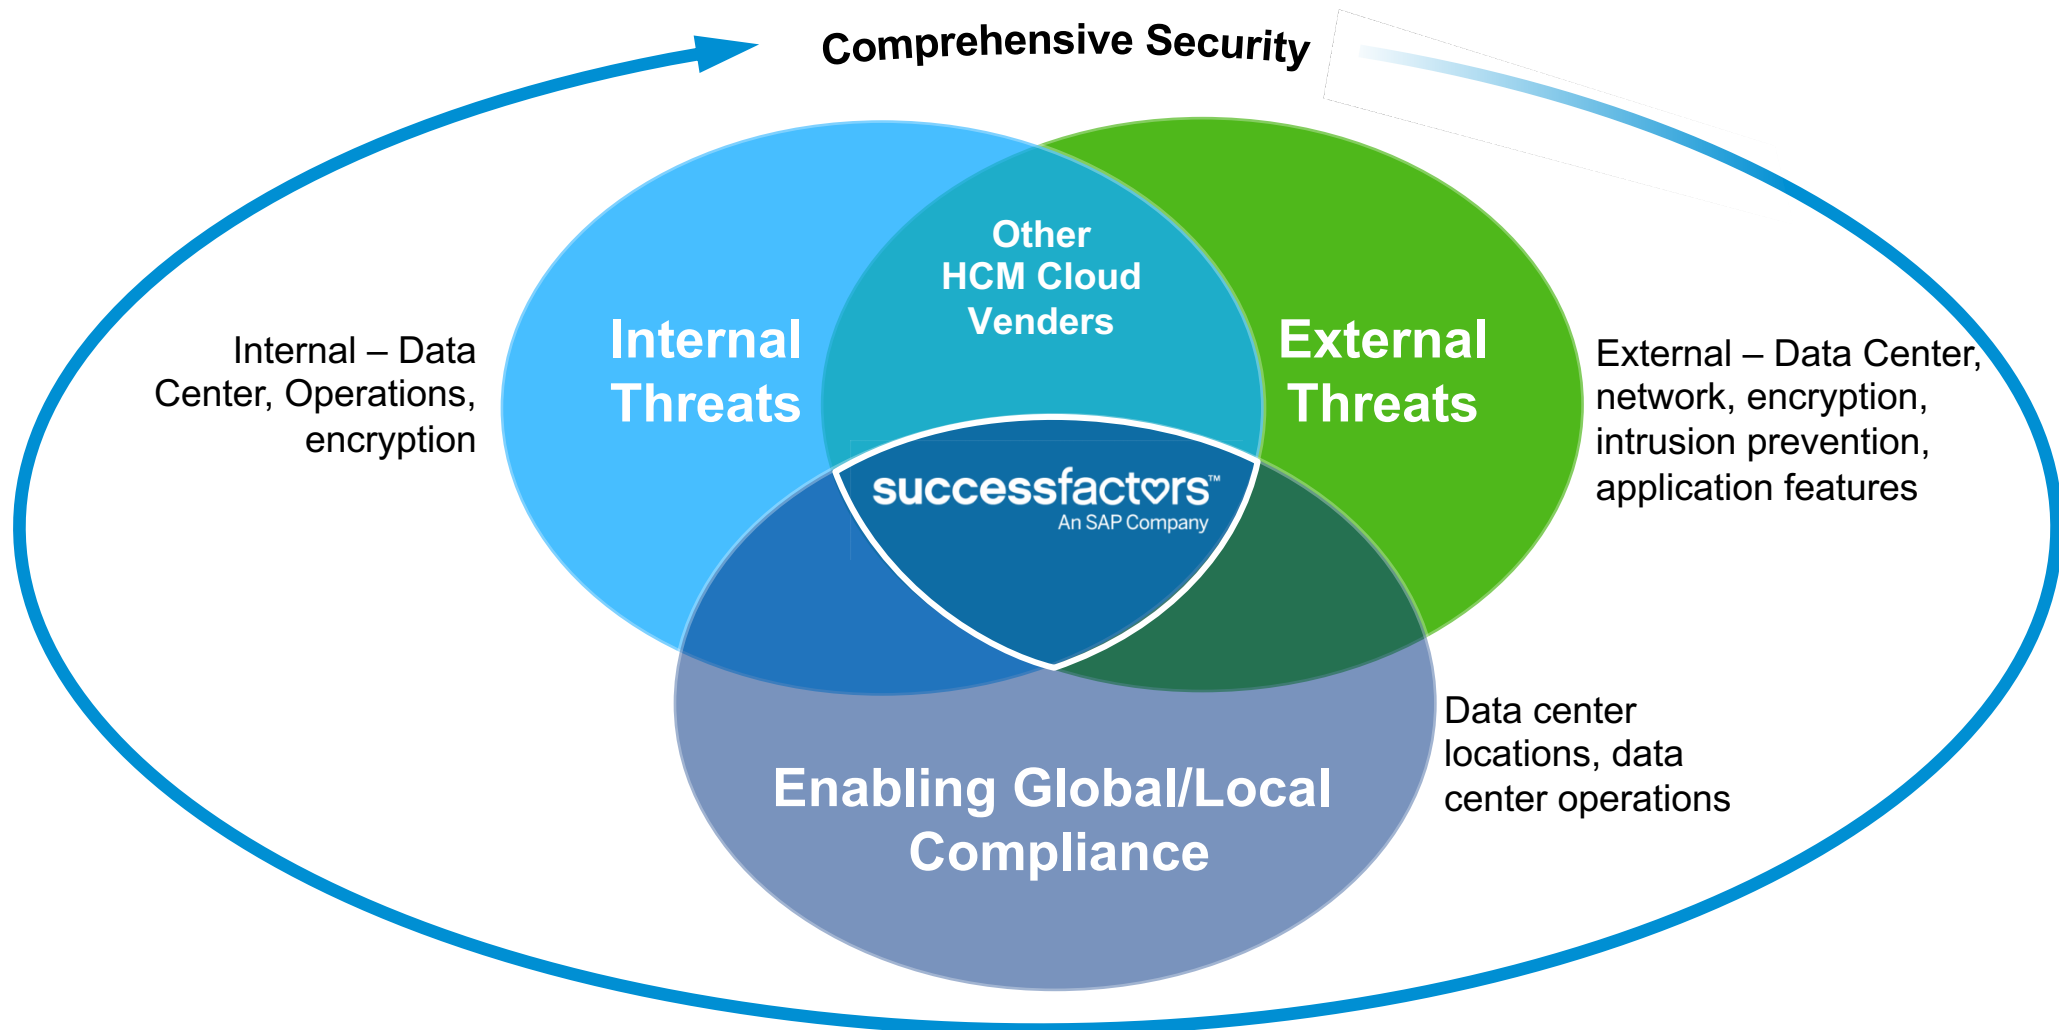 Comprehensive Security
Other
HCM Cloud
Venders
Internal
Threats
External
Threats
Internal – Data
Center, Operations,
encryption
External – Data Center,
network, encryption,
intrusion prevention,
application features
successfactors™
An SAP Company
Data center
locations, data
center operations
Enabling Global/Local
Compliance